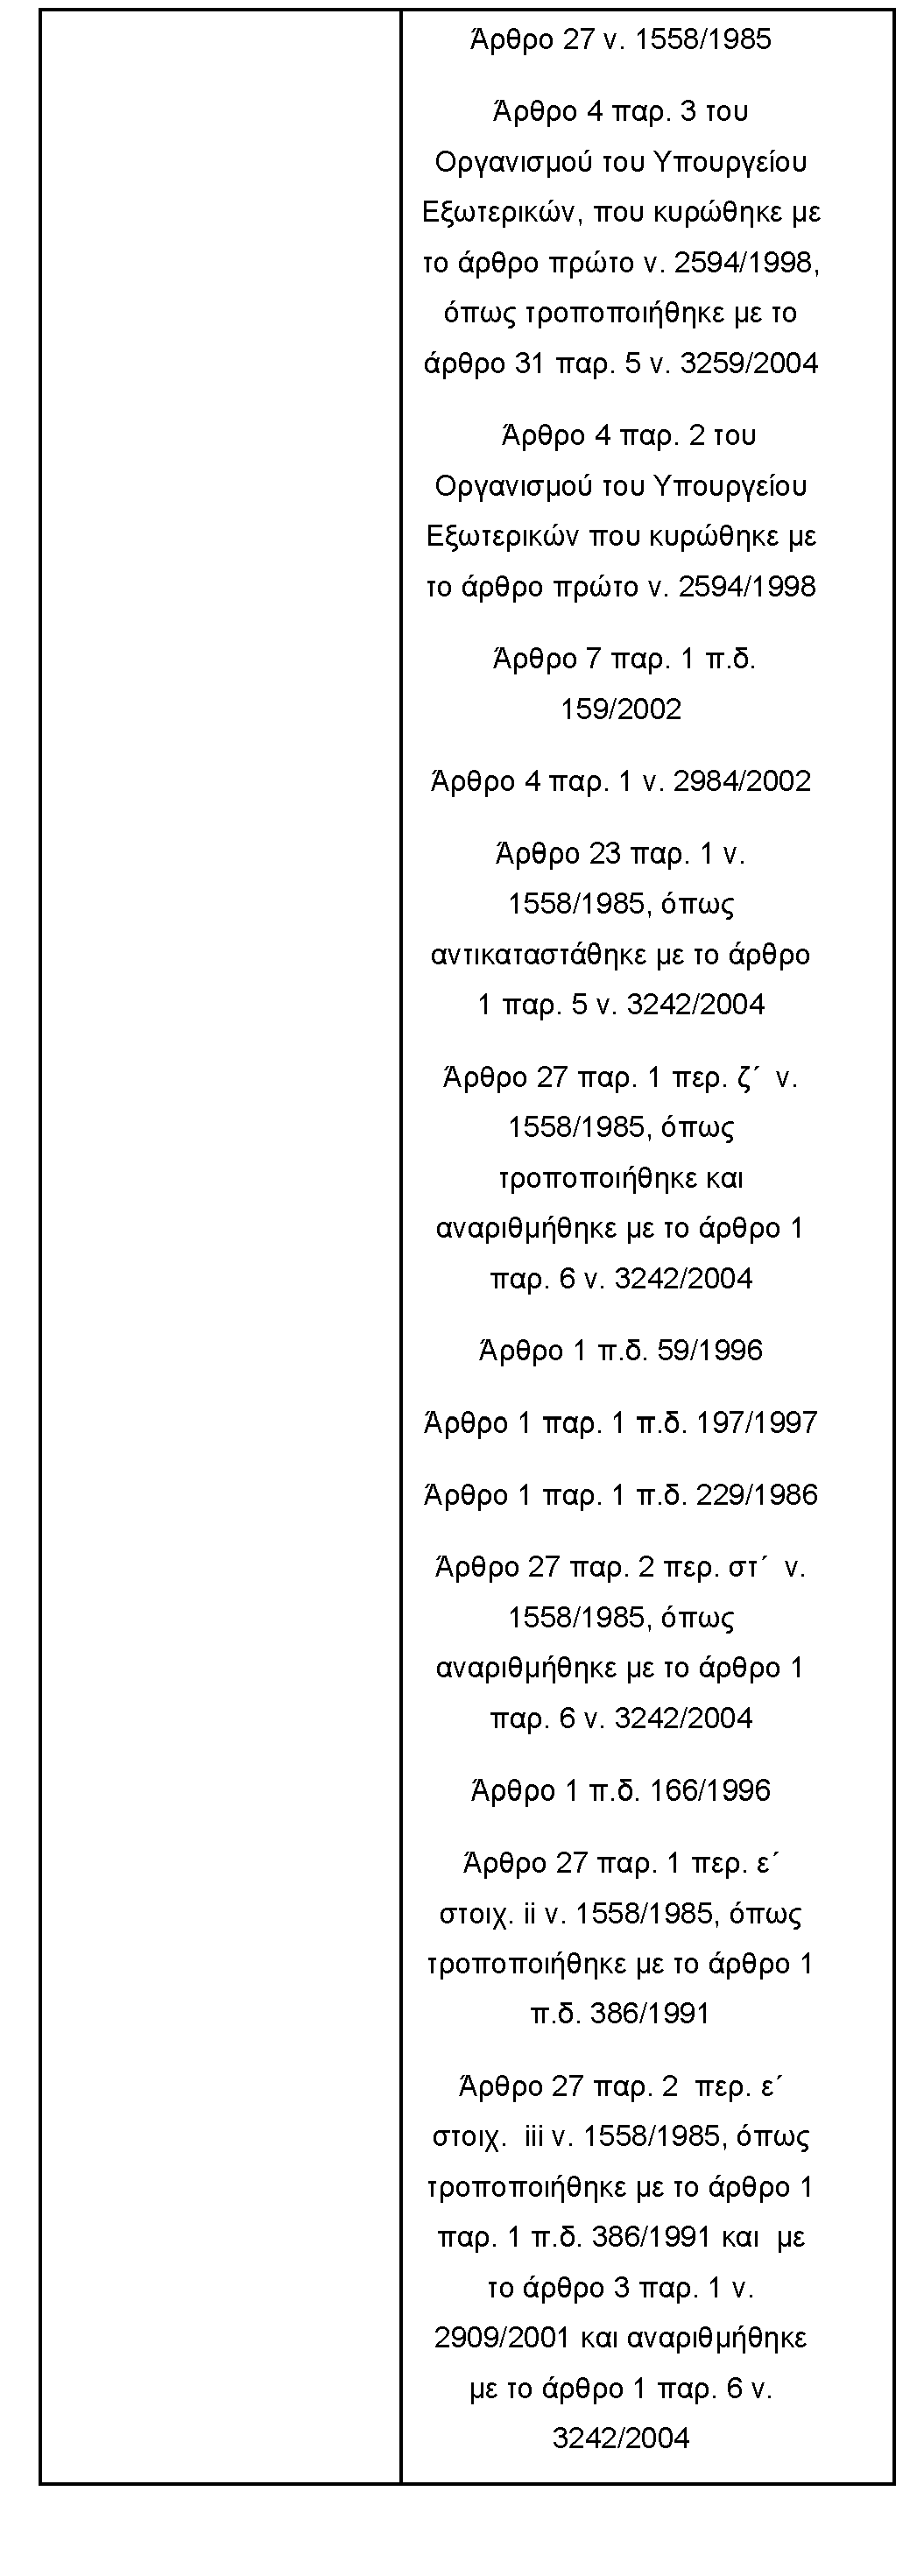 Άρθρο 27 ν. 1558/1985
Άρθρο 4 παρ. 3 του
Οργανισμού του Υπουργείου
Εξωτερικών, που κυρώθηκε με
το άρθρο πρώτο ν. 2594/1998,
όπως τροποποιήθηκε με το
άρθρο 31 παρ. 5 ν. 3259/2004
Άρθρο 4 παρ. 2 του
Οργανισμού του Υπουργείου
Εξωτερικών που κυρώθηκε με
το άρθρο πρώτο ν. 2594/1998
Άρθρο 7 παρ. 1 π.δ.
159/2002
Άρθρο 4 παρ. 1 ν. 2984/2002
Άρθρο 23 παρ. 1 ν.
1558/1985, όπως
αντικαταστάθηκε με το άρθρο
1 παρ. 5 ν. 3242/2004
Άρθρο 27 παρ. 1 περ. ζ΄ ν.
1558/1985, όπως
τροποποιήθηκε και
αναριθμήθηκε με το άρθρο 1
παρ. 6 ν. 3242/2004
Άρθρο 1 π.δ. 59/1996
Άρθρο 1 παρ. 1 π.δ. 197/1997
Άρθρο 1 παρ. 1 π.δ. 229/1986
Άρθρο 27 παρ. 2 περ. στ΄ ν.
1558/1985, όπως
αναριθμήθηκε με το άρθρο 1
παρ. 6 ν. 3242/2004
Άρθρο 1 π.δ. 166/1996
Άρθρο 27 παρ. 1 περ. ε΄
στοιχ. ii ν. 1558/1985, όπως
τροποποιήθηκε με το άρθρο 1
π.δ. 386/1991
Άρθρο 27 παρ. 2 περ. ε΄
στοιχ. iii ν. 1558/1985, όπως
τροποποιήθηκε με το άρθρο 1
παρ. 1 π.δ. 386/1991 και με
το άρθρο 3 παρ. 1 ν.
2909/2001 και αναριθμήθηκε
με το άρθρο 1 παρ. 6 ν.
3242/2004